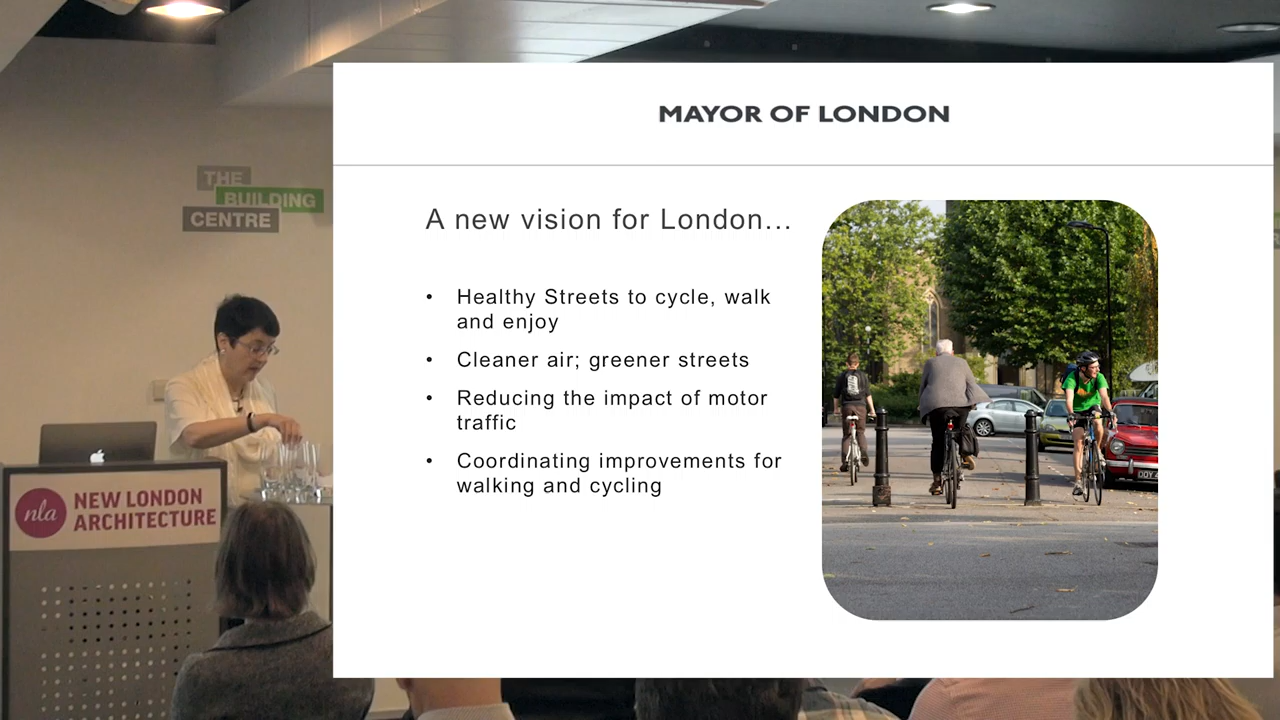 MAYOR OF LONDON
THE
BUILDING
CENTRE
A new vision for London...
• Healthy Streets to cycle, walk
and enjoy
• Cleaner air; greener streets
• Reducing the impact of motor
traffic
• Coordinating improvements for
walking and cycling
nla
NEW LONDON
ARCHITECTURE